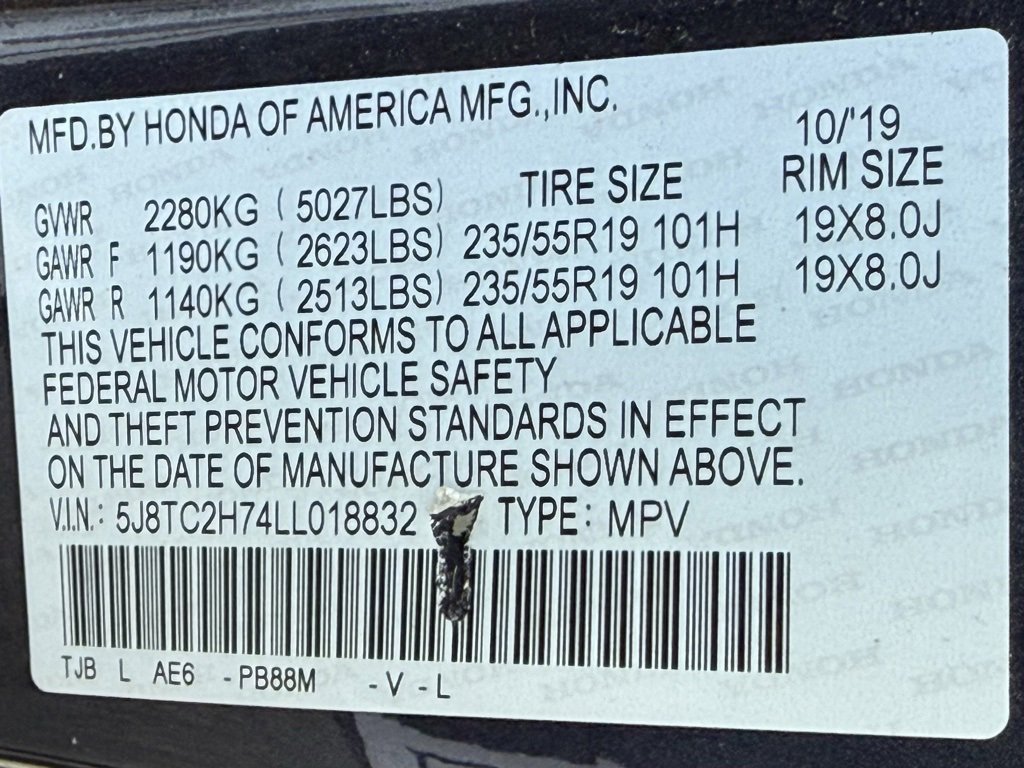 MFD.BY HONDA OF AMERICA MFG.,INC.
10/'19
TIRE SIZE RIM SIZE
GVWR 2280KG (5027LBS)
GAWR F 1190KG (2623LBS) 235/55R19 101H 19X8.0J
GAWR R 1140KG (2513LBS) 235/55R19 101H 19X8.0J
THIS VEHICLE CONFORMS TO ALL APPLICABLE
FEDERAL MOTOR VEHICLE SAFETY
AND THEFT PREVENTION STANDARDS IN EFFECT
ON THE DATE OF MANUFACTURE SHOWN ABOVE.
V.I.N.: 5J8TC2H74LL018832 TYPE: MPV
TJB L AE6 -PB88M -V-L